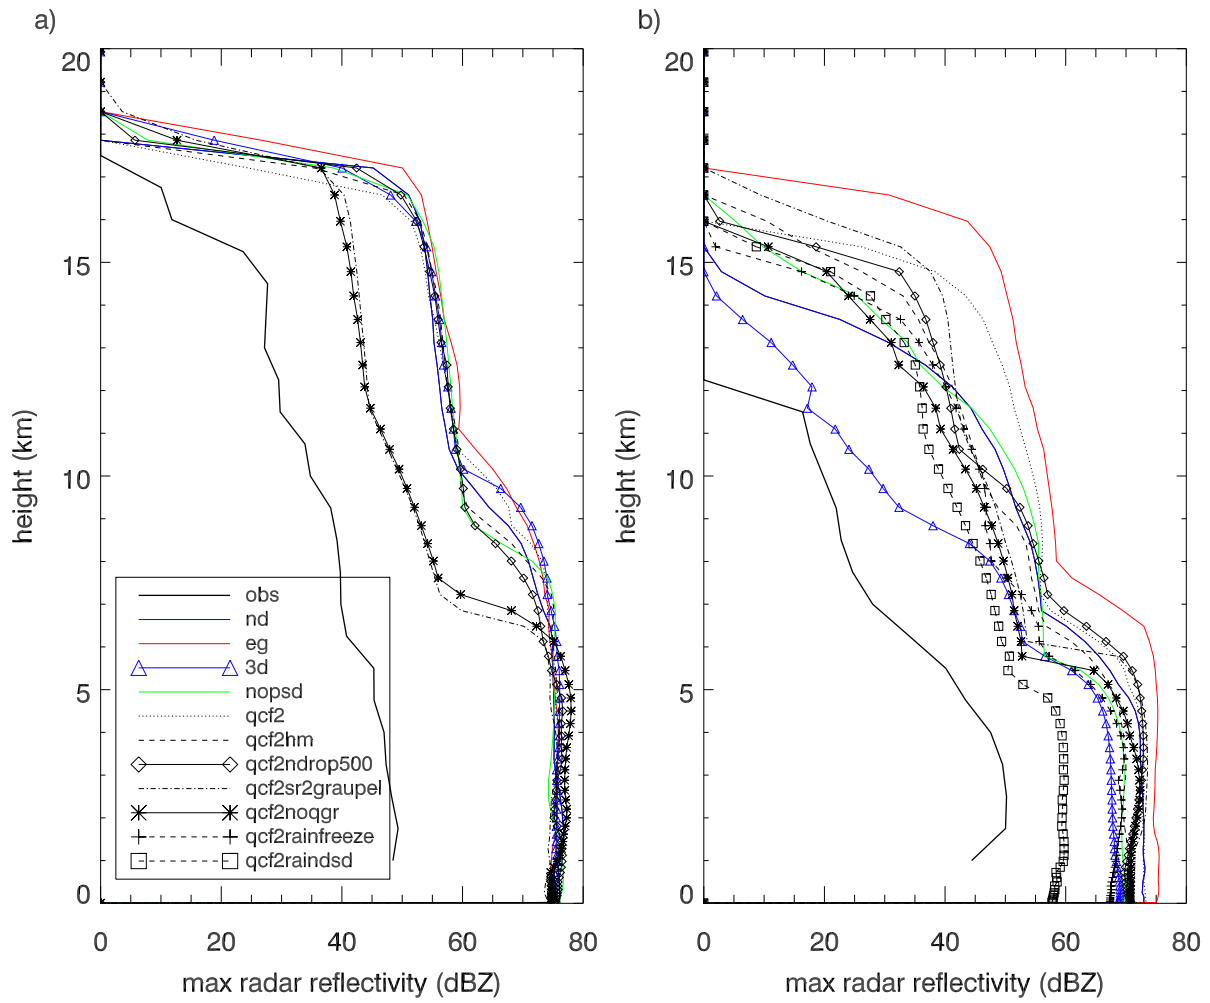 a)
20
15
10
5
0
height (km)
obs
nd
eg
3d
nopsd
qcf2
qcf2hm
qcf2ndrop500
qcf2sr2graupel
qcf2noqgr
qcf2rainfreeze
qcf2raindsd
0 20 40 60 80
max radar reflectivity (dBZ)
b)
20
15
10
5
0
height (km)
0 20 40 60 80
max radar reflectivity (dBZ)